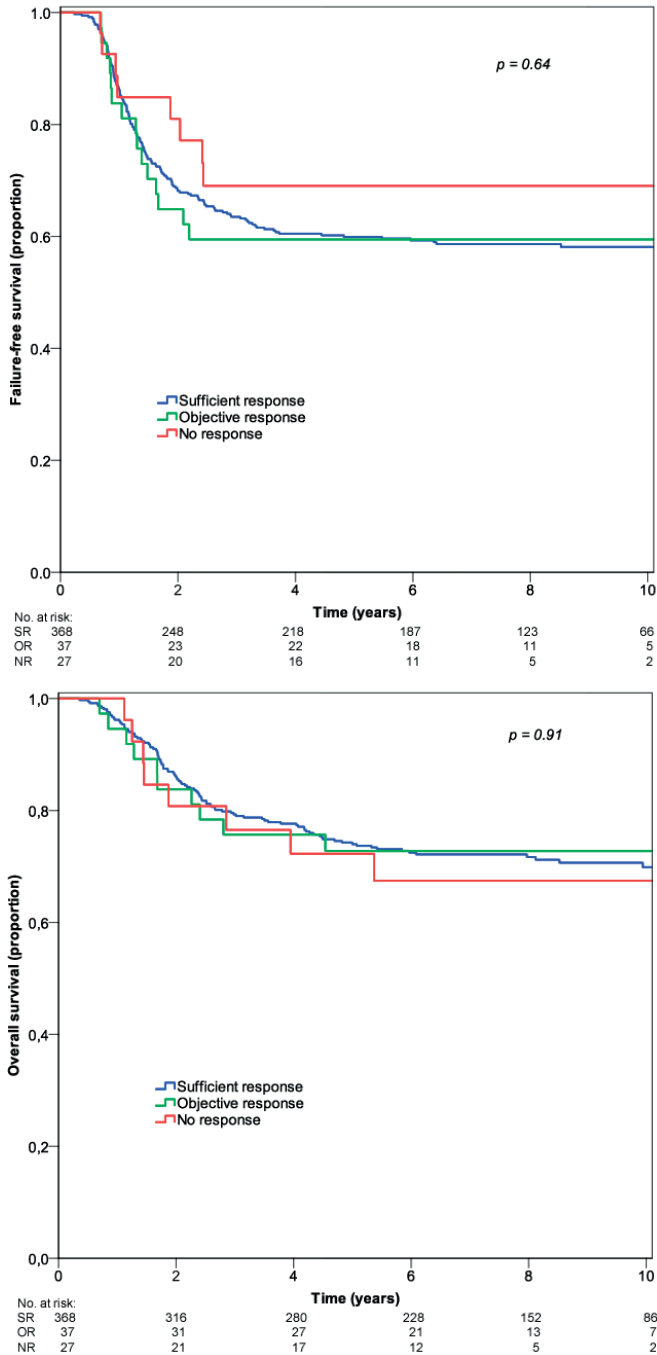 1.0
p = 0.64
0.8
0.6
Failure-free survival (proportion)
0.4
Sufficient response
Objective response
No response
0.2
0.0
0 2 4 6 8 10
Time (years)
No. at risk:
SR 368 248 218 187 123 66
OR 37 23 22 18 11 5
NR 27 20 16 11 5 2
1,0
p = 0.91
0,8
0,6
Overall survival (proportion)
0,4
Sufficient response
Objective response
No response
0,2
0,0
0 2 4 6 8 10
Time (years)
No. at risk:
SR 368 316 280 228 152 86
OR 37 31 27 21 13 7
NR 27 21 17 12 5 2